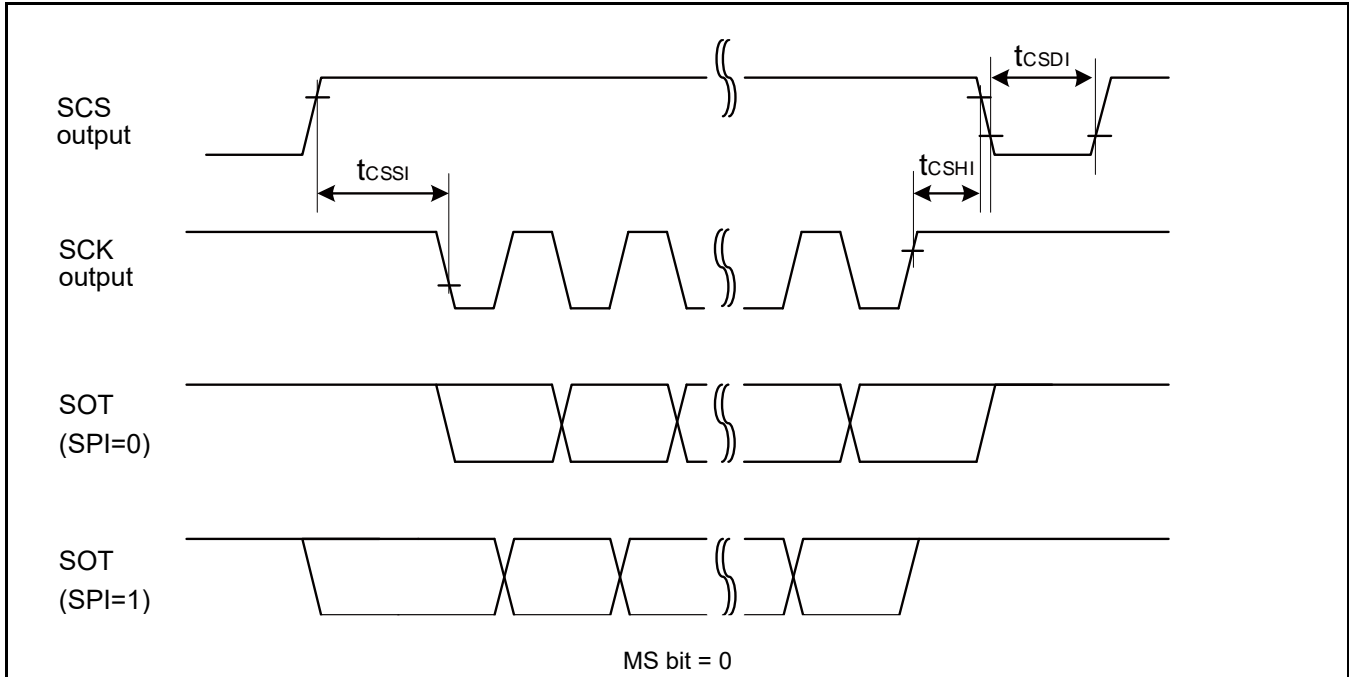 tCSDI
SCS
output
tCSSI
tCSHI
SCK
output
SOT
(SPI=0)
SOT
(SPI=1)
MS bit = 0